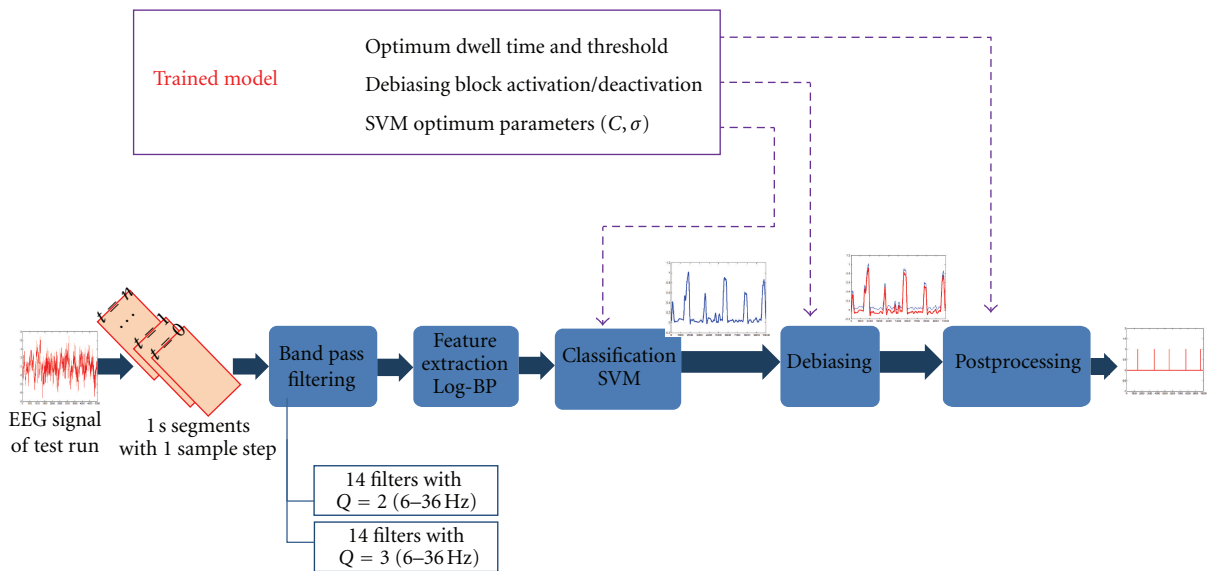 Optimum dwell time and threshold
Trained model
Debiasing block activation/deactivation
SVM optimum parameters (C, σ)
t – n
...
t – 1
t – 0
EEG signal
of test run
1 s segments
with 1 sample step
Band pass
filtering
Feature
extraction
Log-BP
Classification
SVM
Debiasing
Postprocessing
14 filters with
Q = 2 (6–36 Hz)
14 filters with
Q = 3 (6–36 Hz)